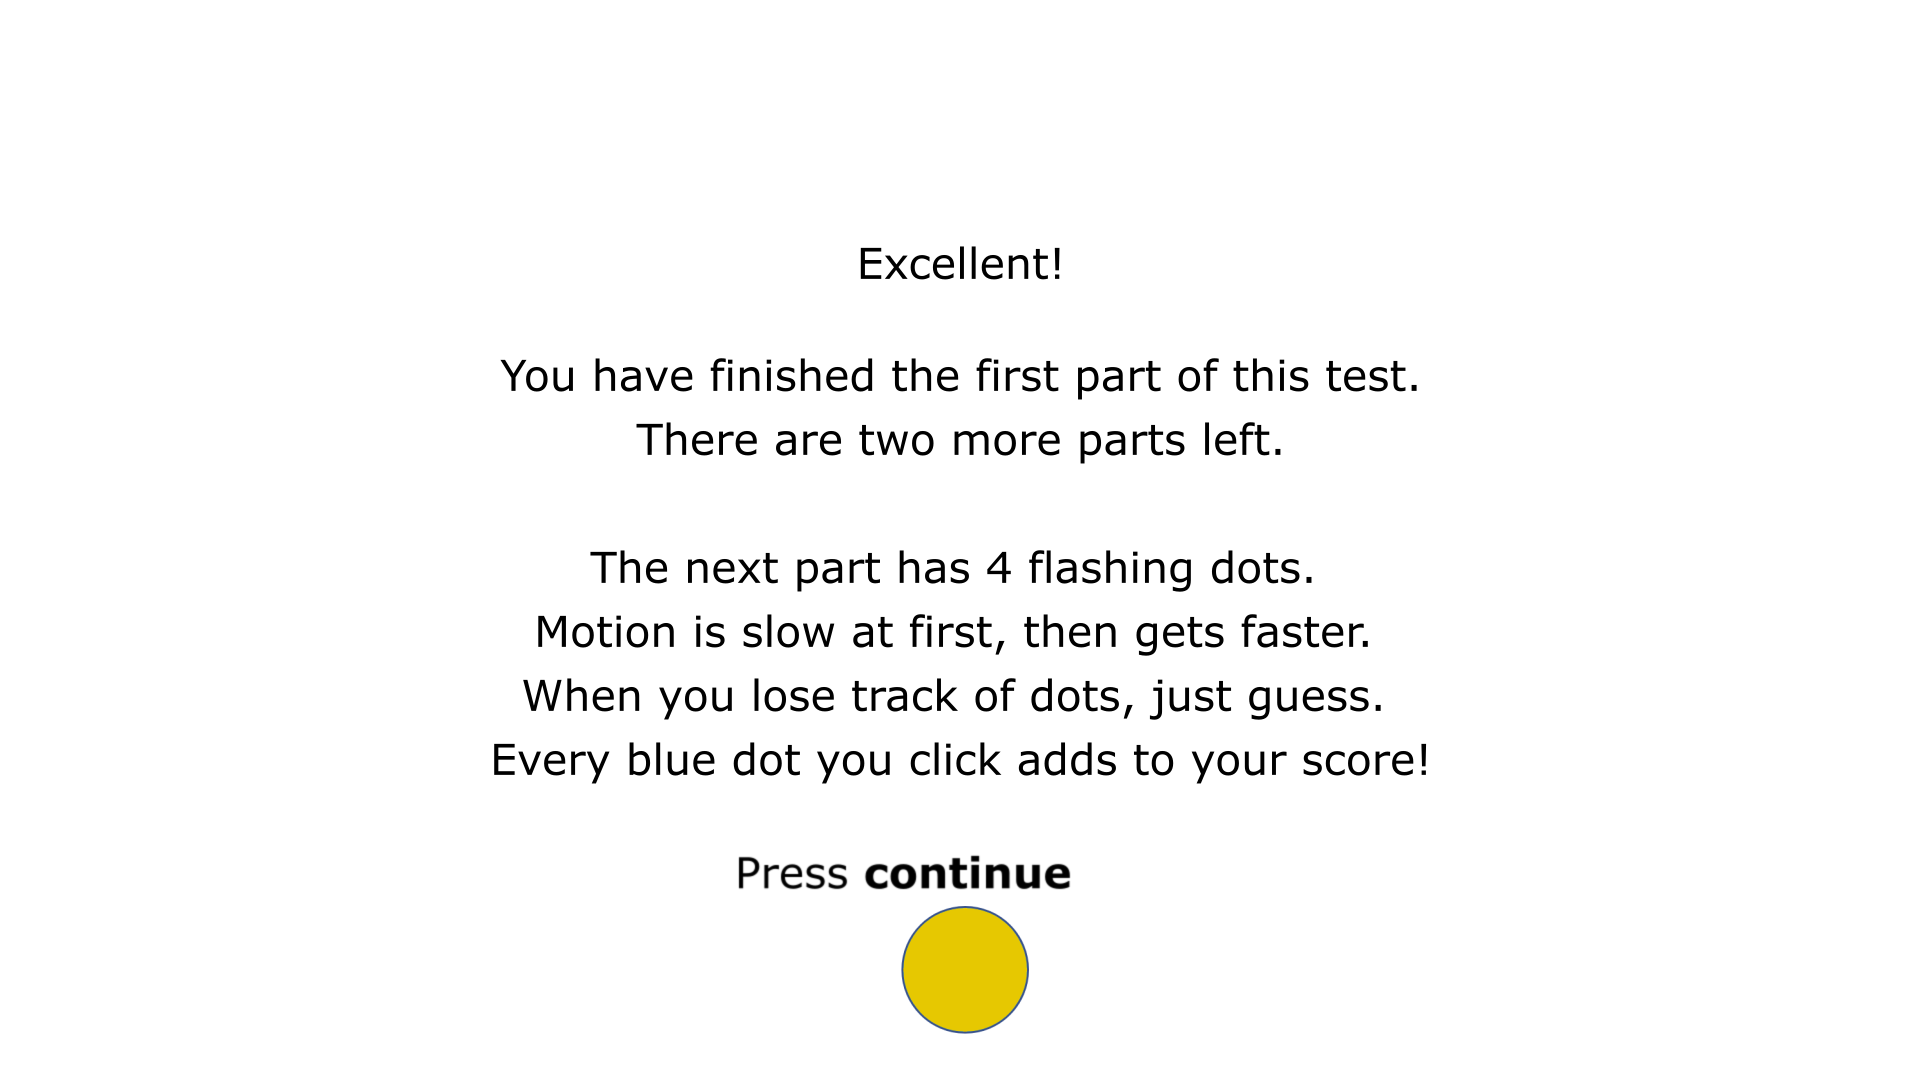 Excellent!
You have finished the first part of this test.
There are two more parts left.
The next part has 4 flashing dots.
Motion is slow at first, then gets faster.
When you lose track of dots, just guess.
Every blue dot you click adds to your score!
Press continue